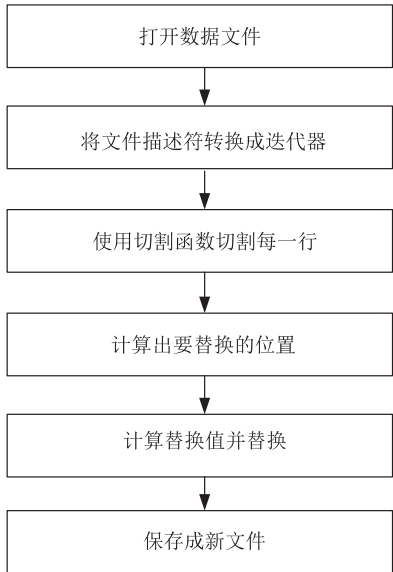 打开数据文件
将文件描述符转换成迭代器
使用切割函数切割每一行
计算出要替换的位置
计算替换值并替换
保存成新文件